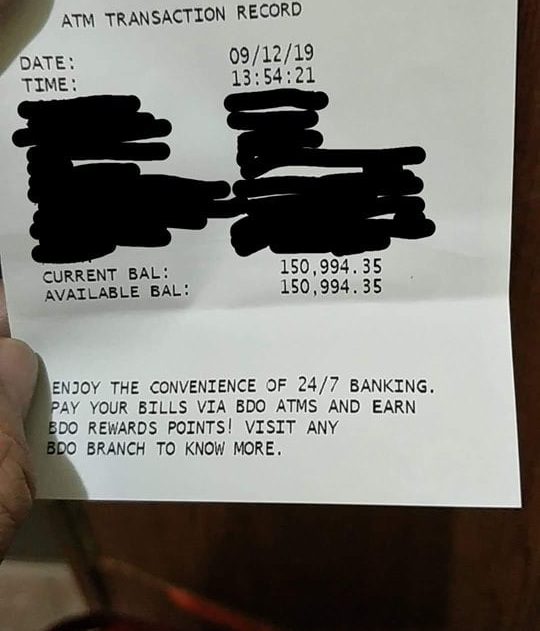 ATM TRANSACTION RECORD
DATE: 09/12/19
TIME: 13:54:21
CURRENT BAL: 150,994.35
AVAILABLE BAL: 150,994.35
ENJOY THE CONVENIENCE OF 24/7 BANKING.
PAY YOUR BILLS VIA BDO ATMS AND EARN
BDO REWARDS POINTS! VISIT ANY
BDO BRANCH TO KNOW MORE.